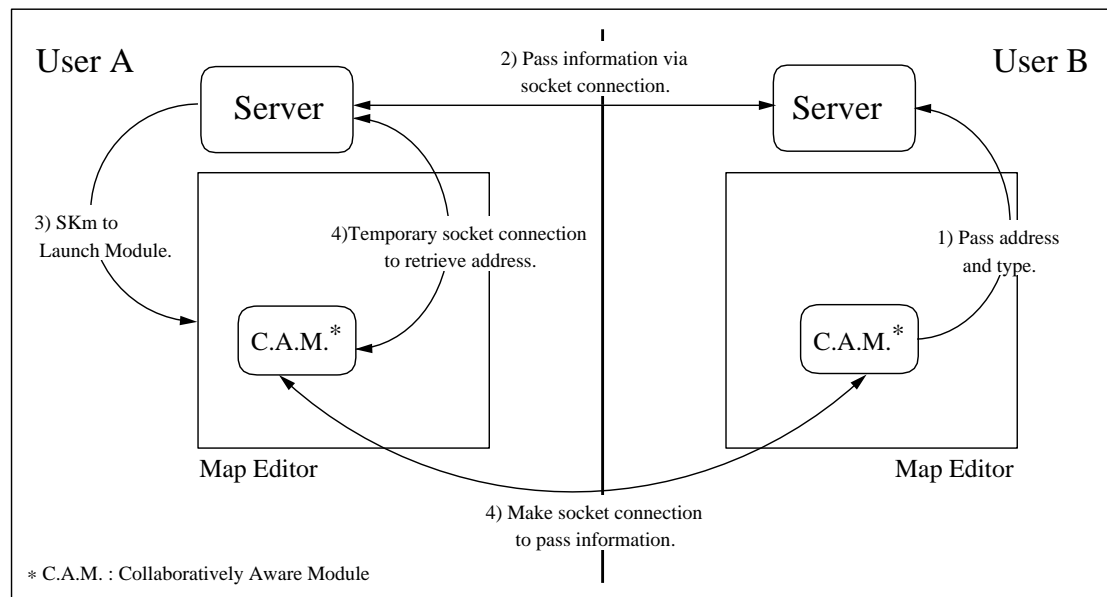 User A
User B
2) Pass information via
socket connection.
Server
Server
3) SKm to
Launch Module.
4)Temporary socket connection
to retrieve address.
1) Pass address
and type.
C.A.M.*
C.A.M.*
Map Editor
Map Editor
4) Make socket connection
to pass information.
* C.A.M. : Collaboratively Aware Module